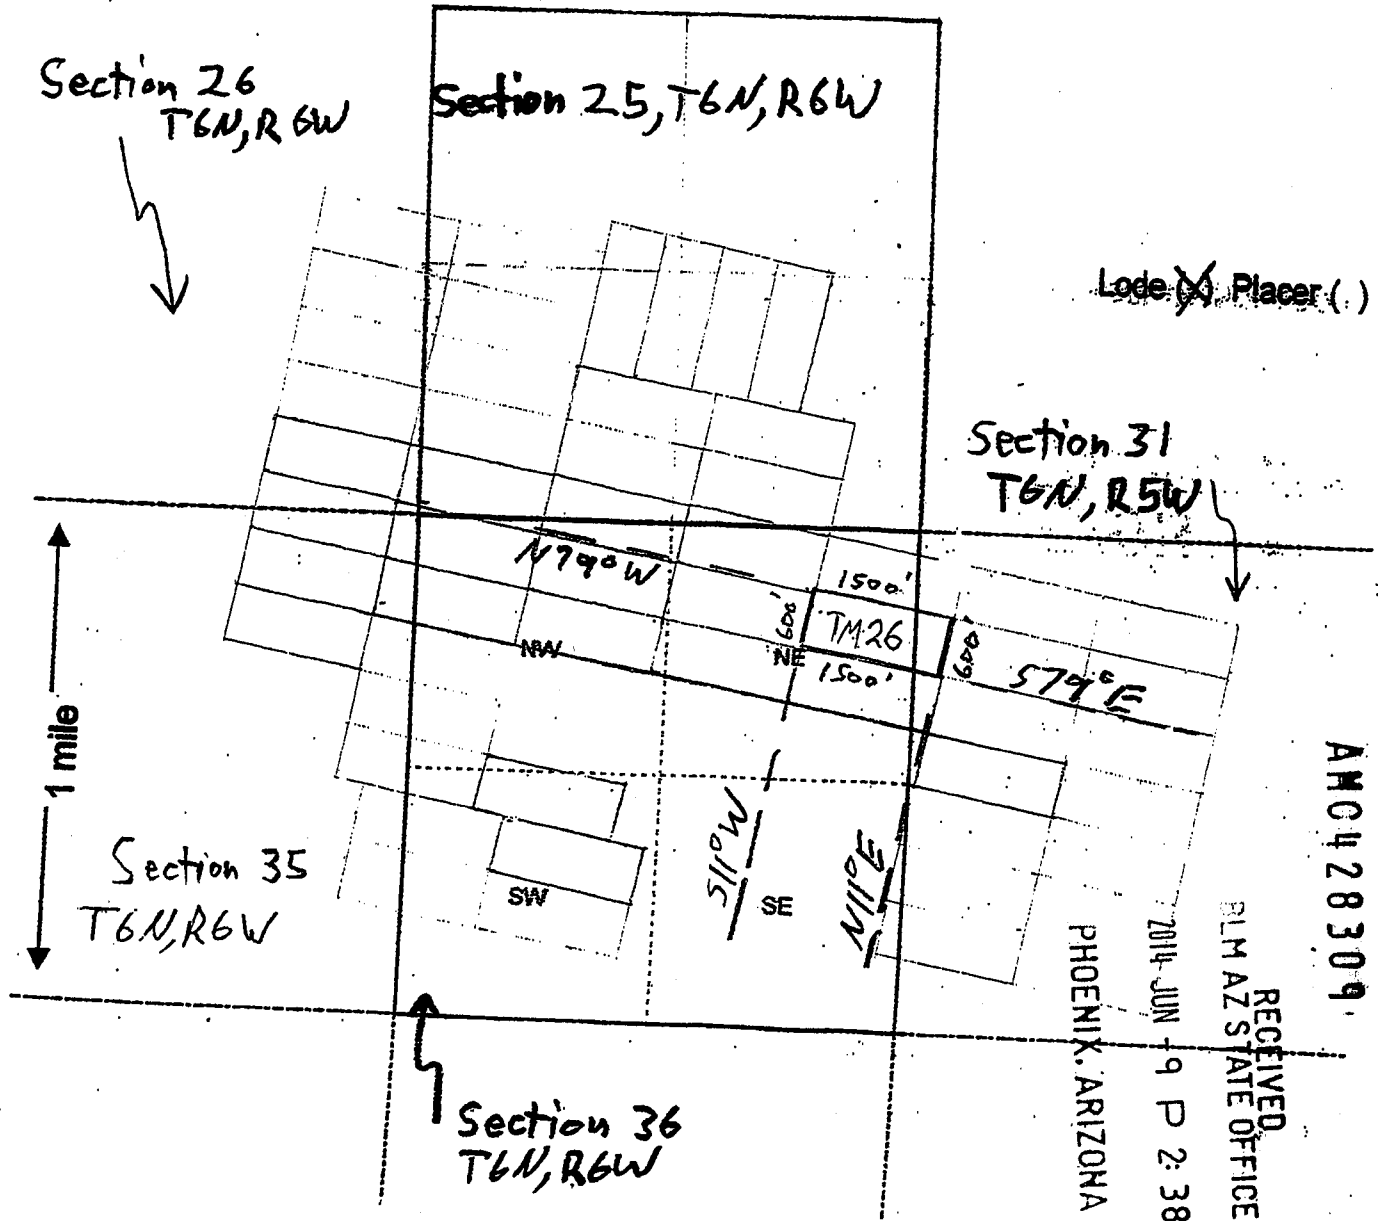 Section 26
T6N, R6W
Section 25, T6N, R6W
Lode (X) Placer ( )
Section 31
T6N, R5W
N79°W
1500'
600'
TM26
600'
NW
NE
1500'
S79°E
1 mile
S11°W
N11°E
Section 35
T6N, R6W
SW
SE
Section 36
T6N, R6W
AMC428309
RECEIVED
BLM AZ STATE OFFICE
2014 JUN -9 P 2:38
PHOENIX, ARIZONA